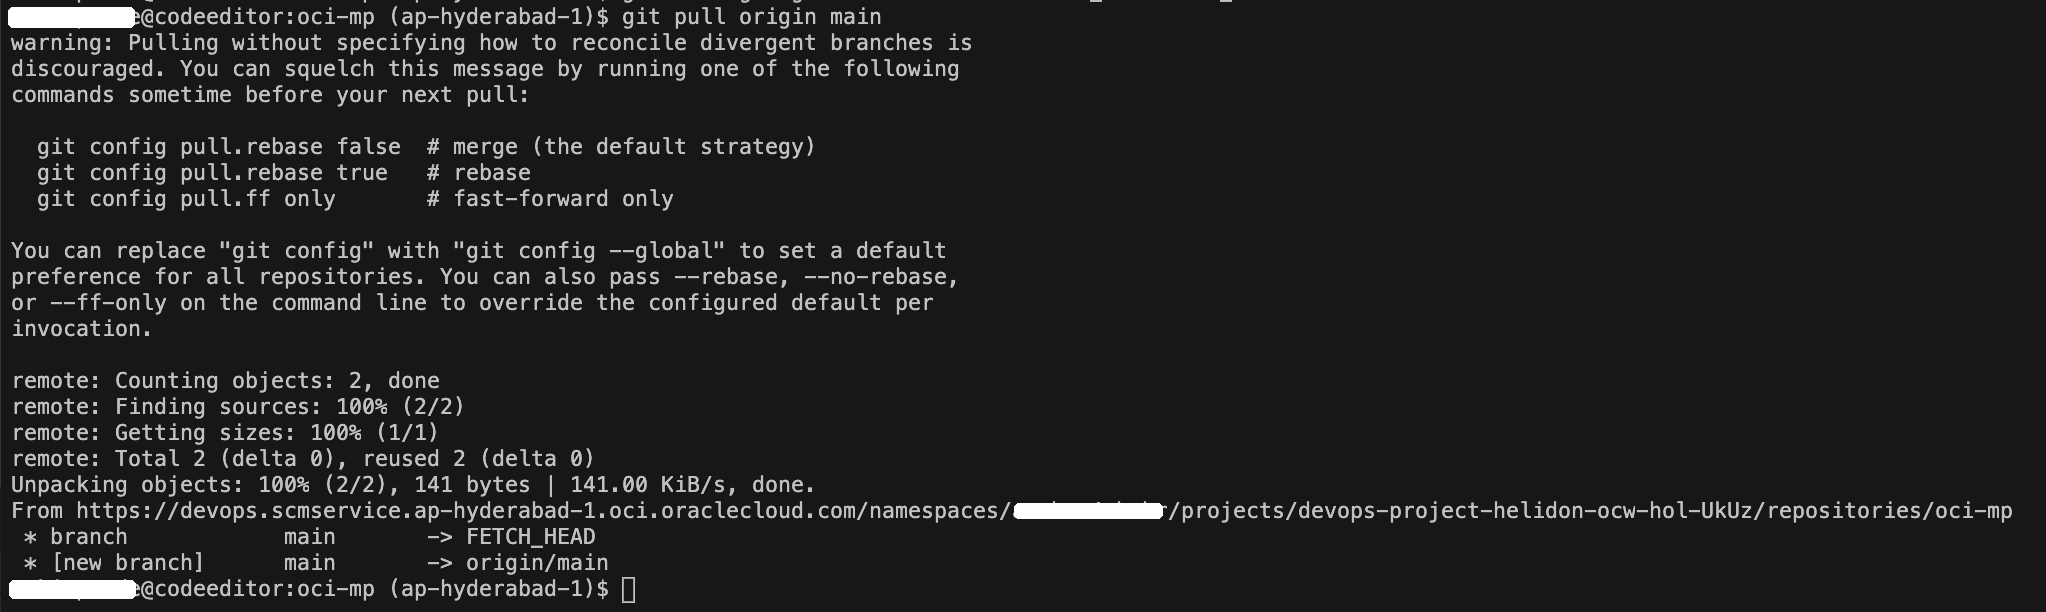 e@codeeditor:oci-mp (ap-hyderabad-1)$ git pull origin main
warning: Pulling without specifying how to reconcile divergent branches is
discouraged. You can squelch this message by running one of the following
commands sometime before your next pull:
git config pull.rebase false  # merge (the default strategy)
git config pull.rebase true   # rebase
git config pull.ff only       # fast-forward only
You can replace "git config" with "git config --global" to set a default
preference for all repositories. You can also pass --rebase, --no-rebase,
or --ff-only on the command line to override the configured default per
invocation.
remote: Counting objects: 2, done
remote: Finding sources: 100% (2/2)
remote: Getting sizes: 100% (1/1)
remote: Total 2 (delta 0), reused 2 (delta 0)
Unpacking objects: 100% (2/2), 141 bytes | 141.00 KiB/s, done.
From https://devops.scmservice.ap-hyderabad-1.oci.oraclecloud.com/namespaces/ r/projects/devops-project-helidon-ocw-hol-UkUz/repositories/oci-mp
* branch            main       -> FETCH_HEAD
* [new branch]      main       -> origin/main
e@codeeditor:oci-mp (ap-hyderabad-1)$